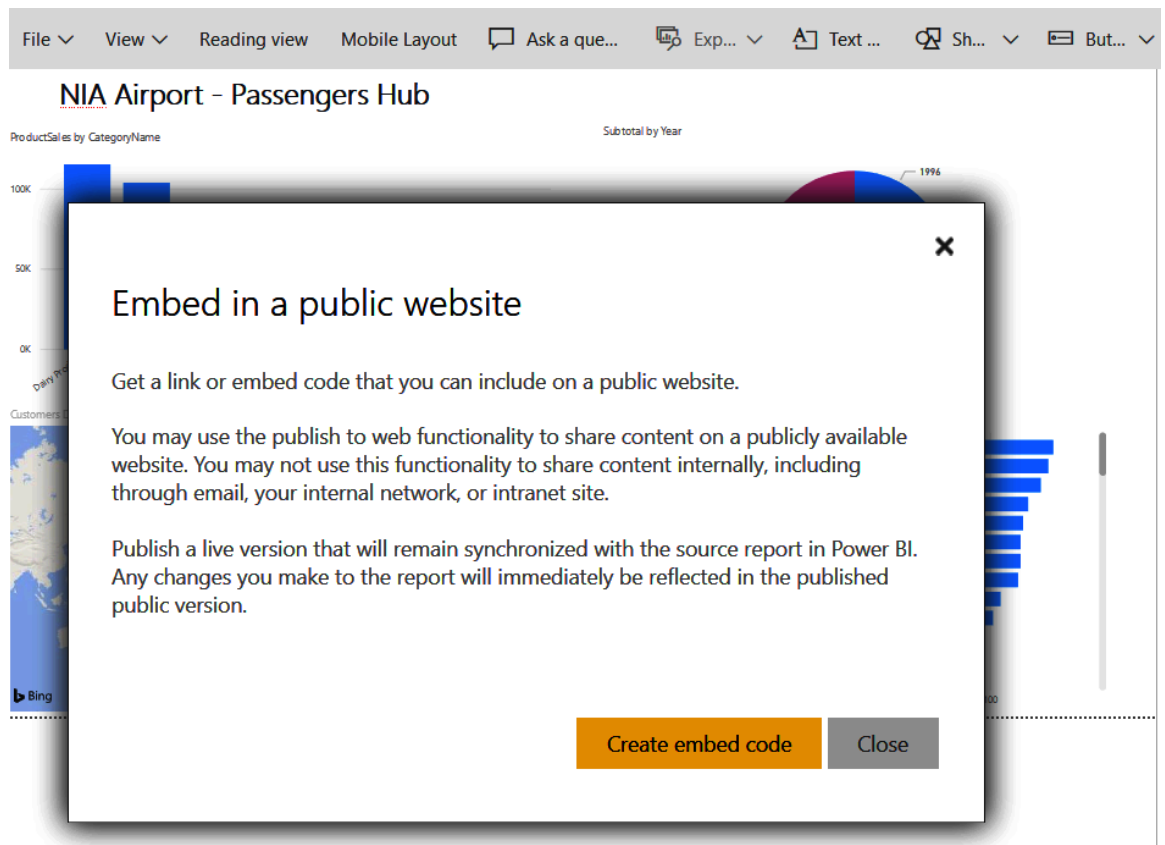 File View Reading view Mobile Layout Ask a que... Exp... Text ... Sh... But...
NIA Airport - Passengers Hub
ProductSales by CategoryName
Subtotal by Year
1996
100K
50K
0K
Embed in a public website
Get a link or embed code that you can include on a public website.
You may use the publish to web functionality to share content on a publicly available
website. You may not use this functionality to share content internally, including
through email, your internal network, or intranet site.
Publish a live version that will remain synchronized with the source report in Power BI.
Any changes you make to the report will immediately be reflected in the published
public version.
Dairy
Customers
Bing
Create embed code Close